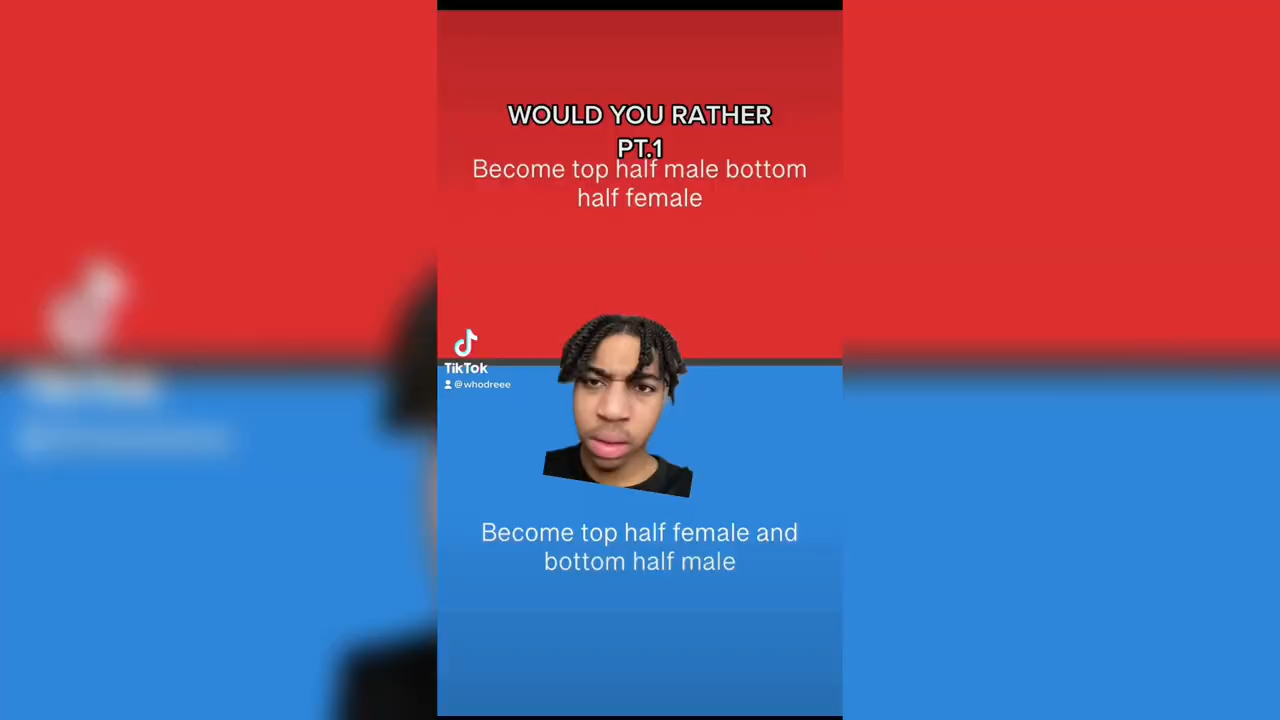 WOULD YOU RATHER
PT.1
Become top half male bottom
half female
TikTok
@whodreee
Become top half female and
bottom half male